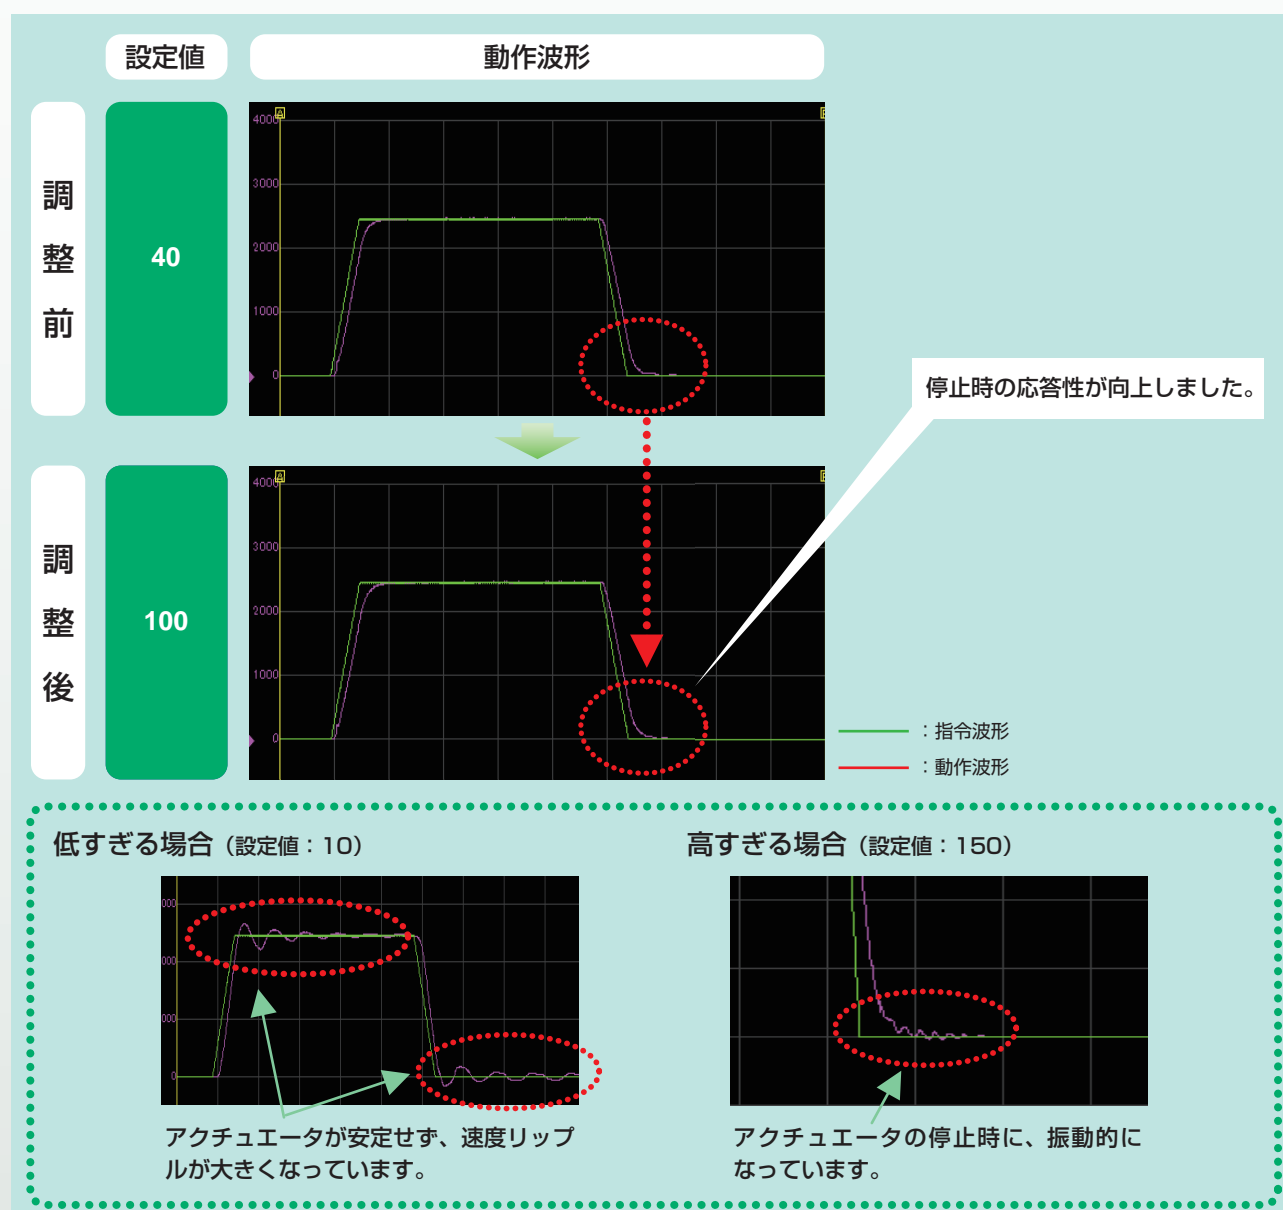 設定値
動作波形
調整前
40
4000
3000
2000
1000
0
A
停止時の応答性が向上しました。
調整後
100
4000
3000
2000
1000
0
A
：指令波形
：動作波形
低すぎる場合（設定値：10）
000
000
000
0
アクチュエータが安定せず、速度リップ
ルが大きくなっています。
高すぎる場合（設定値：150）
アクチュエータの停止時に、振動的に
なっています。